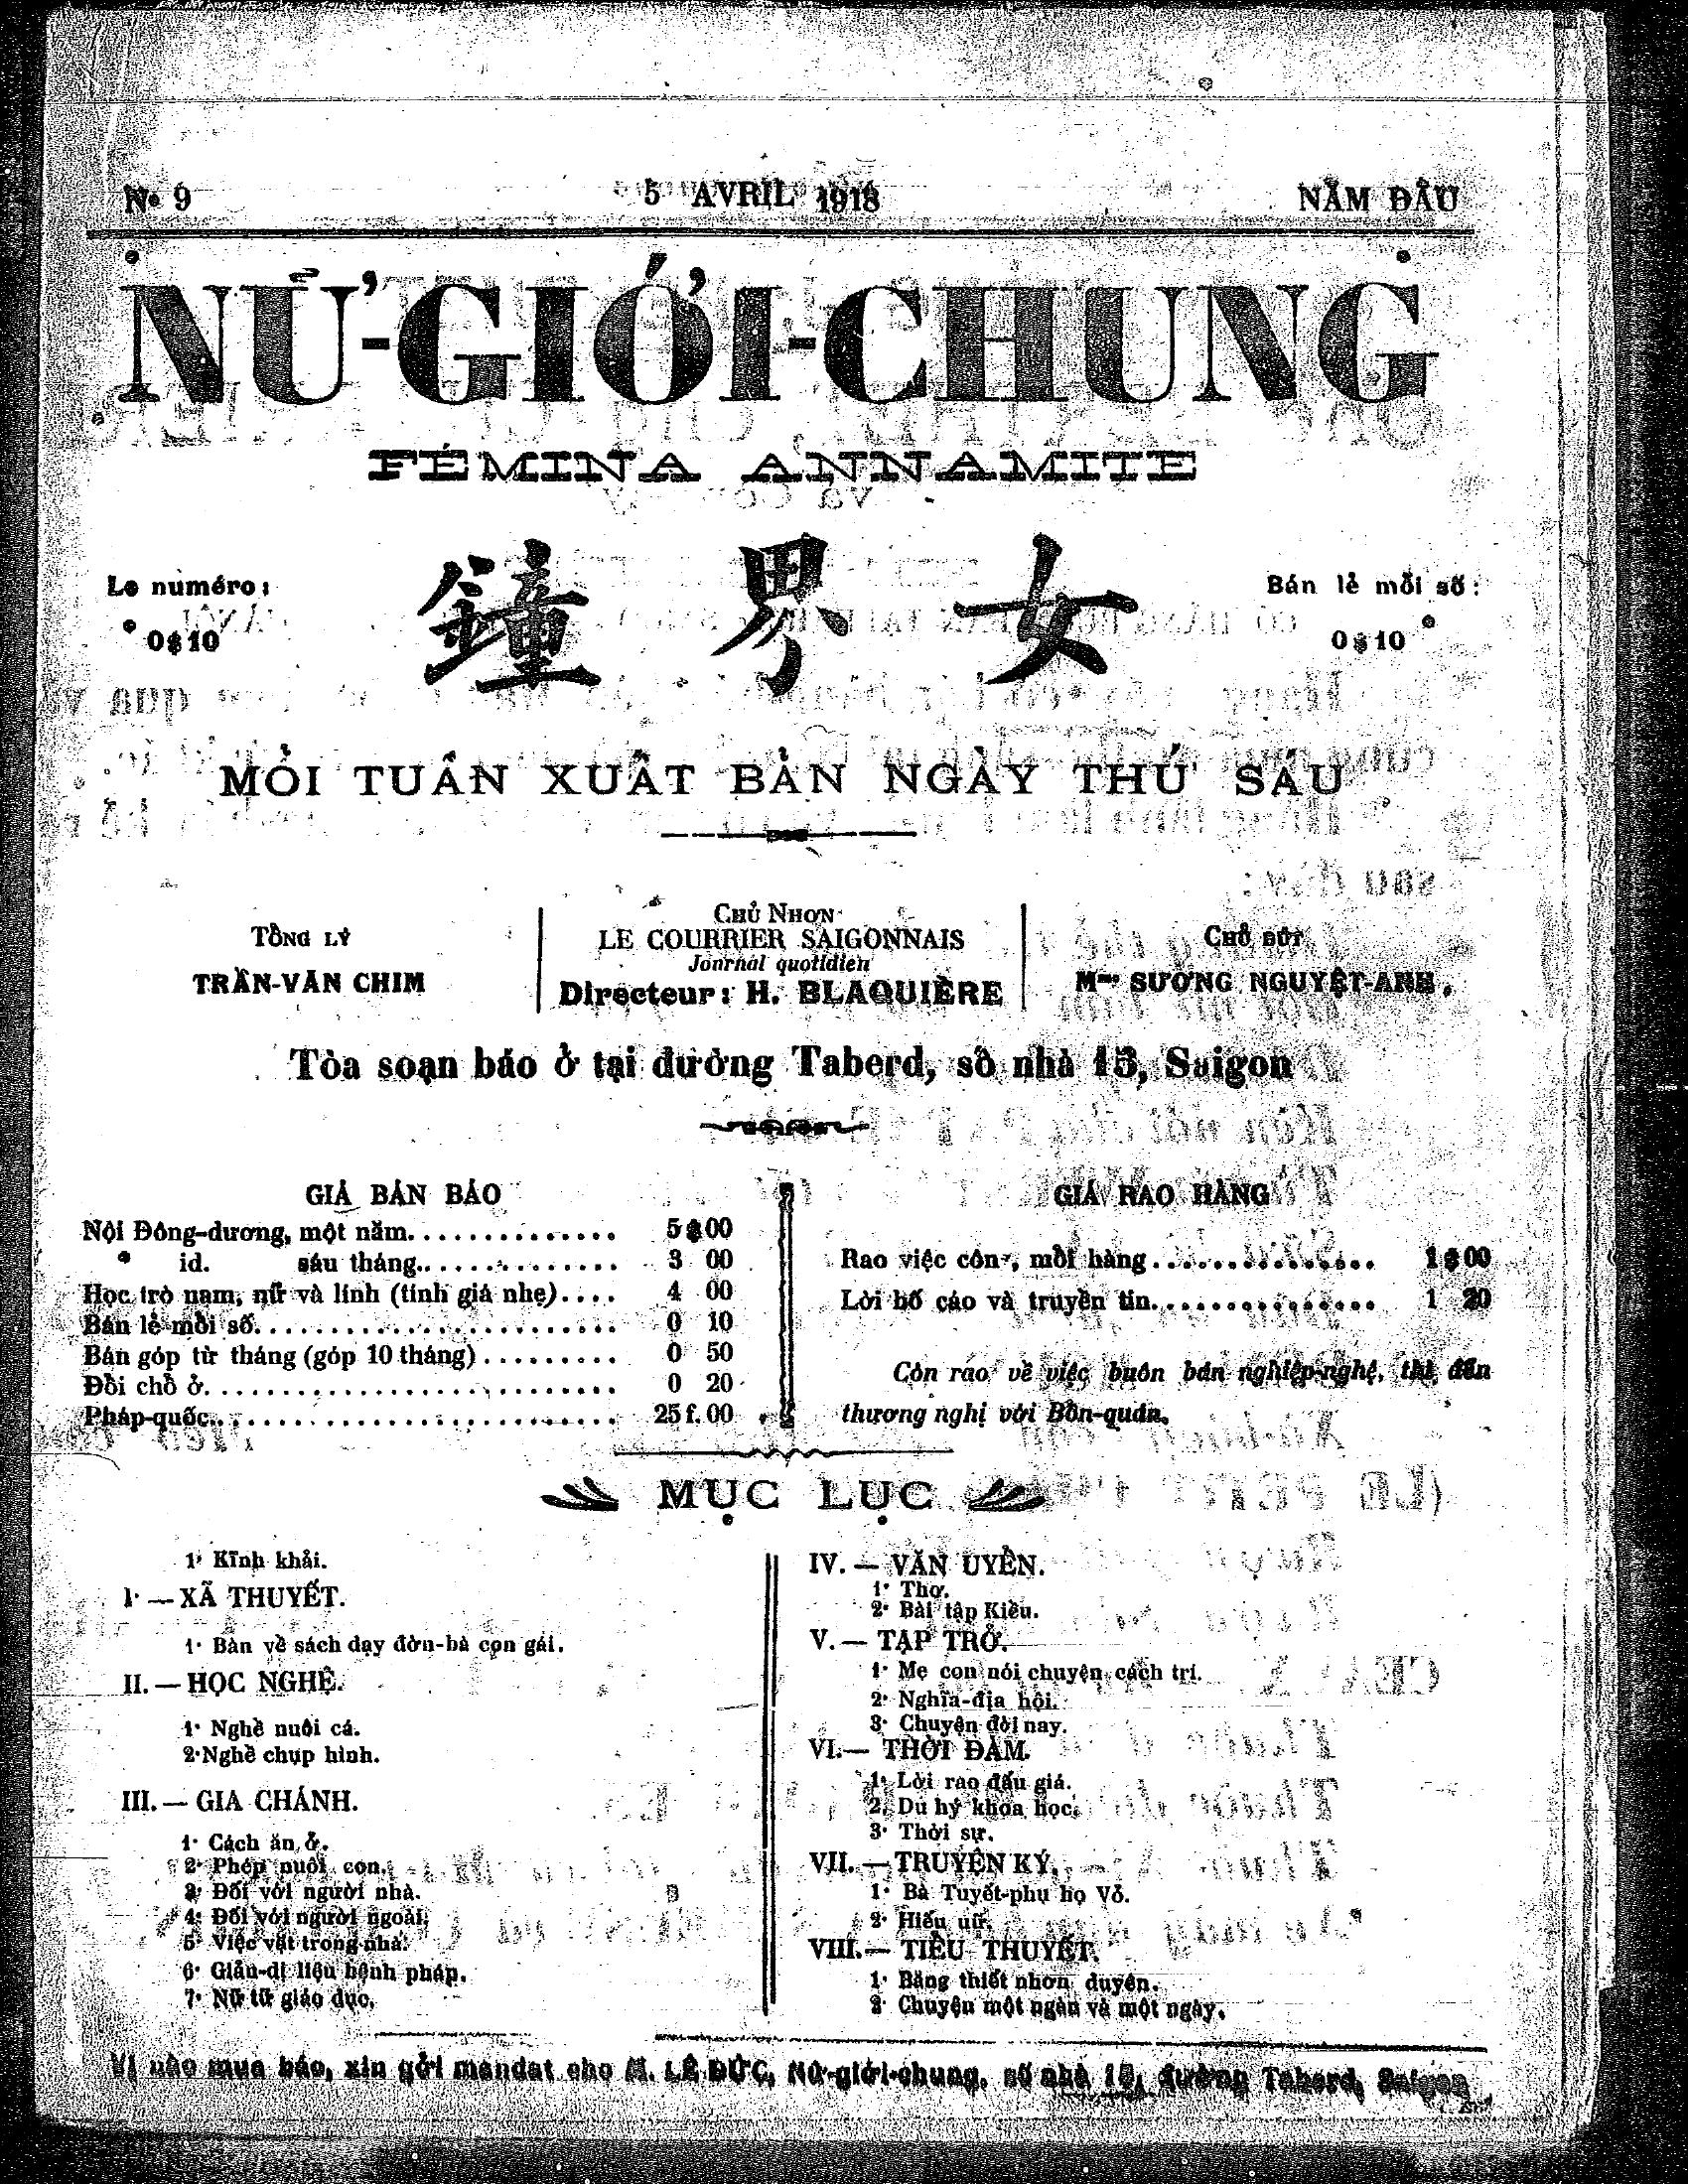 No 9
5 AVRIL 1918
NĂM ĐẦU
NỮ-GIỚI-CHUNG
FÉMINA ANNAMITE
Le numéro:
0$10
鐘 界 女
Bán lẻ mỗi số:
0$10
MỎI TUẦN XUẤT BẢN NGÀY THỨ SÁU
TỔNG LÝ
TRẦN-VĂN CHIM
CHỦ NHƠN
LE COURRIER SAIGONNAIS
Journal quotidien
Directeur: H. BLAQUIÈRE
CHỦ BÚT
Mme SƯƠNG NGUYỆT-ANH.
Tòa soạn báo ở tại đường Taberd, số nhà 13, Saigon
GIÁ BÁN BÁO
Nội Đông-dương, một năm.............. 5$00
id. sáu tháng............... 3 00
Học trò nam, nữ và lính (tính giá nhẹ).... 4 00
Bán lẻ mỗi số........................ 0 10
Bán góp từ tháng (góp 10 tháng)......... 0 50
Đổi chỗ ở............................ 0 20
Pháp-quốc............................ 25f.00
GIÁ RAO HÀNG
Rao việc công, mỗi hàng............... 1$00
Lời bố cáo và truyền tin............... 1 20
Còn rao về việc buôn bán nghiệp-nghệ, thì đến
thương nghị với Bổn-quán.
MỤC LỤC
1• Kĩnh khải.
I• — XÃ THUYẾT.
1• Bàn về sách dạy đờn-bà con gái.
II. — HỌC NGHỆ.
1• Nghề nuôi cá.
2• Nghề chụp hình.
III. — GIA CHÁNH.
1• Cách ăn, ở.
2• Phép nuôi con.
3• Đối với người nhà.
4• Đối với người ngoài.
5• Việc vặt trong nhà.
6• Giản-dị liệu bệnh pháp.
7• Nữ tử giáo dục.
IV. — VĂN UYỂN.
1• Thơ.
2• Bài tập Kiều.
V. — TẠP TRỞ.
1• Mẹ con nói chuyện cách trí.
2• Nghĩa-địa hội.
3• Chuyện đời nay.
VI. — THỜI ĐÀM.
1• Lời rao đấu giá.
2. Du hý khoa học.
3• Thời sự.
VII. — TRUYỆN KÝ.
1• Bà Tuyết-phụ họ Võ.
2• Hiếu nữ.
VIII. — TIỂU THUYẾT.
1• Băng thiết nhơn duyên.
2• Chuyện một ngàn và một ngày.
Vị nào mua báo, xin gởi mandat cho M. LÊ ĐỨC, Nữ-giới-chung, số nhà 13, đường Taberd, Saigon